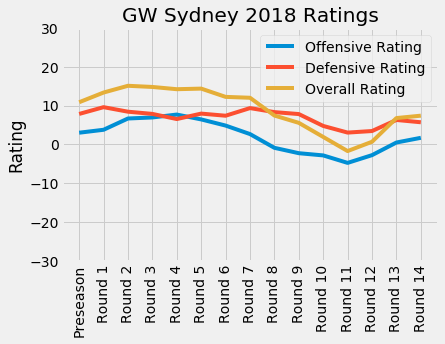 GW Sydney 2018 Ratings
Offensive Rating
Defensive Rating
Overall Rating
Rating
30
20
10
0
−10
−20
−30
Preseason
Round 1
Round 2
Round 3
Round 4
Round 5
Round 6
Round 7
Round 8
Round 9
Round 10
Round 11
Round 12
Round 13
Round 14